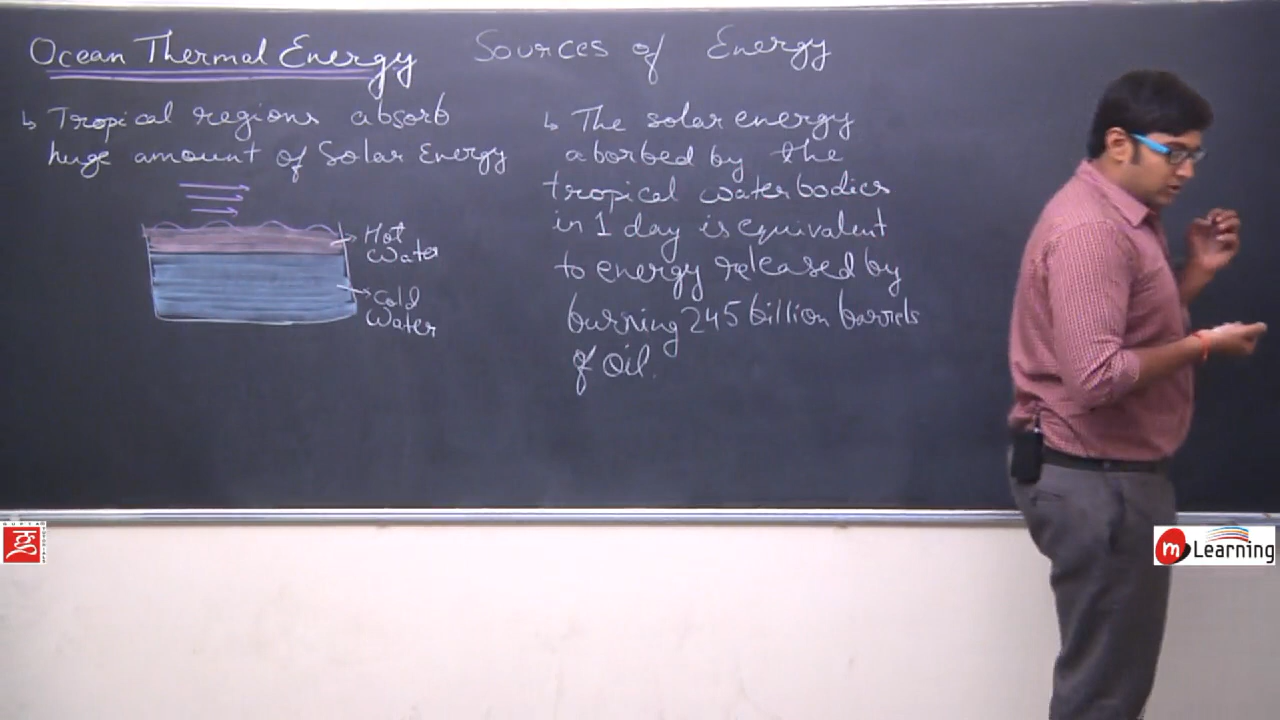 Ocean Thermal Energy
Sources of Energy
↳ Tropical regions absorb
huge amount of Solar Energy
Hot
Water
Cold
Water
↳ The solar energy
aborbed by the
tropical water bodies
in 1 day is equivalent
to energy released by
burning 245 billion barrels
of oil.
m Learning